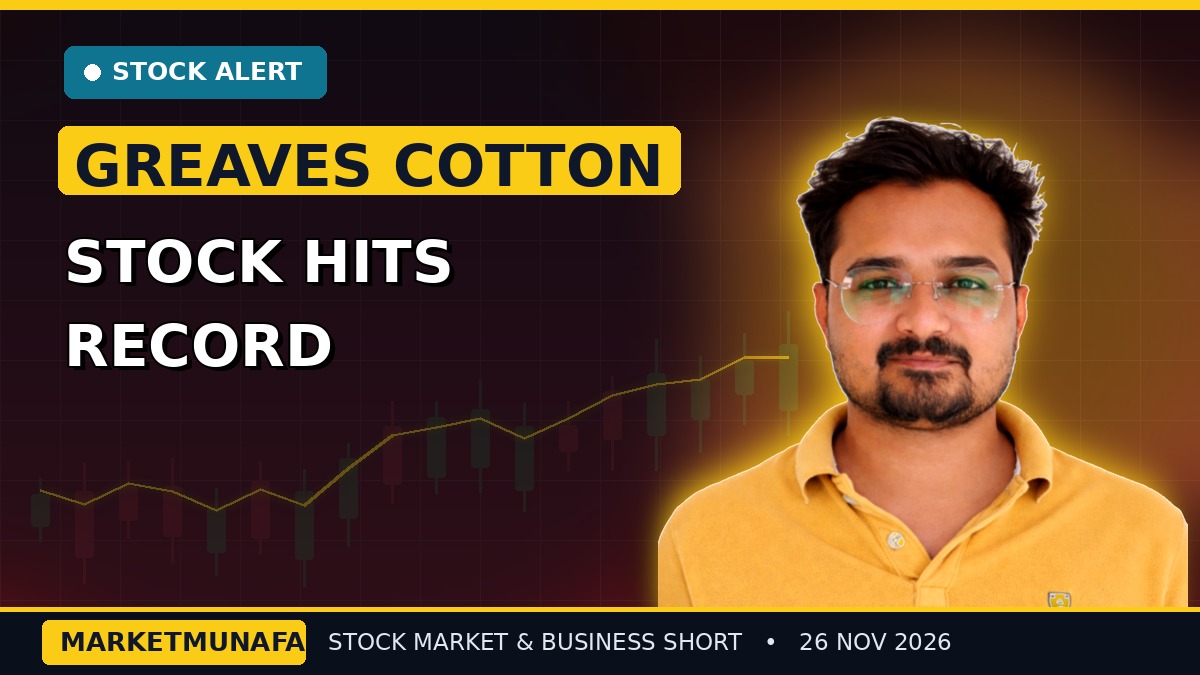 STOCK ALERT
GREAVES COTTON
STOCK HITS
RECORD
MARKETMUNAFA STOCK MARKET & BUSINESS SHORT • 26 NOV 2026